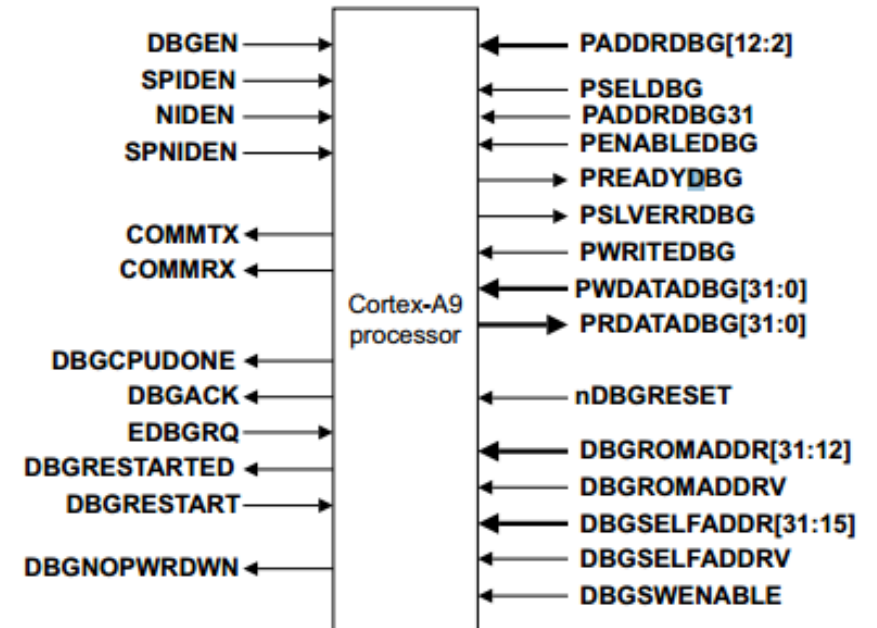 DBGEN
SPIDEN
NIDEN
SPNIDEN
COMMTX
COMMRX
DBGCPUDONE
DBGACK
EDBGRQ
DBGRESTARTED
DBGRESTART
DBGNOPWRDWN
Cortex-A9
processor
PADDRDBG[12:2]
PSELDBG
PADDRDBG31
PENABLEDBG
PREADYDBG
PSLVERRDBG
PWRITEDBG
PWDATADBG[31:0]
PRDATADBG[31:0]
nDBGRESET
DBGROMADDR[31:12]
DBGROMADDRV
DBGSELFADDR[31:15]
DBGSELFADDRV
DBGSWENABLE